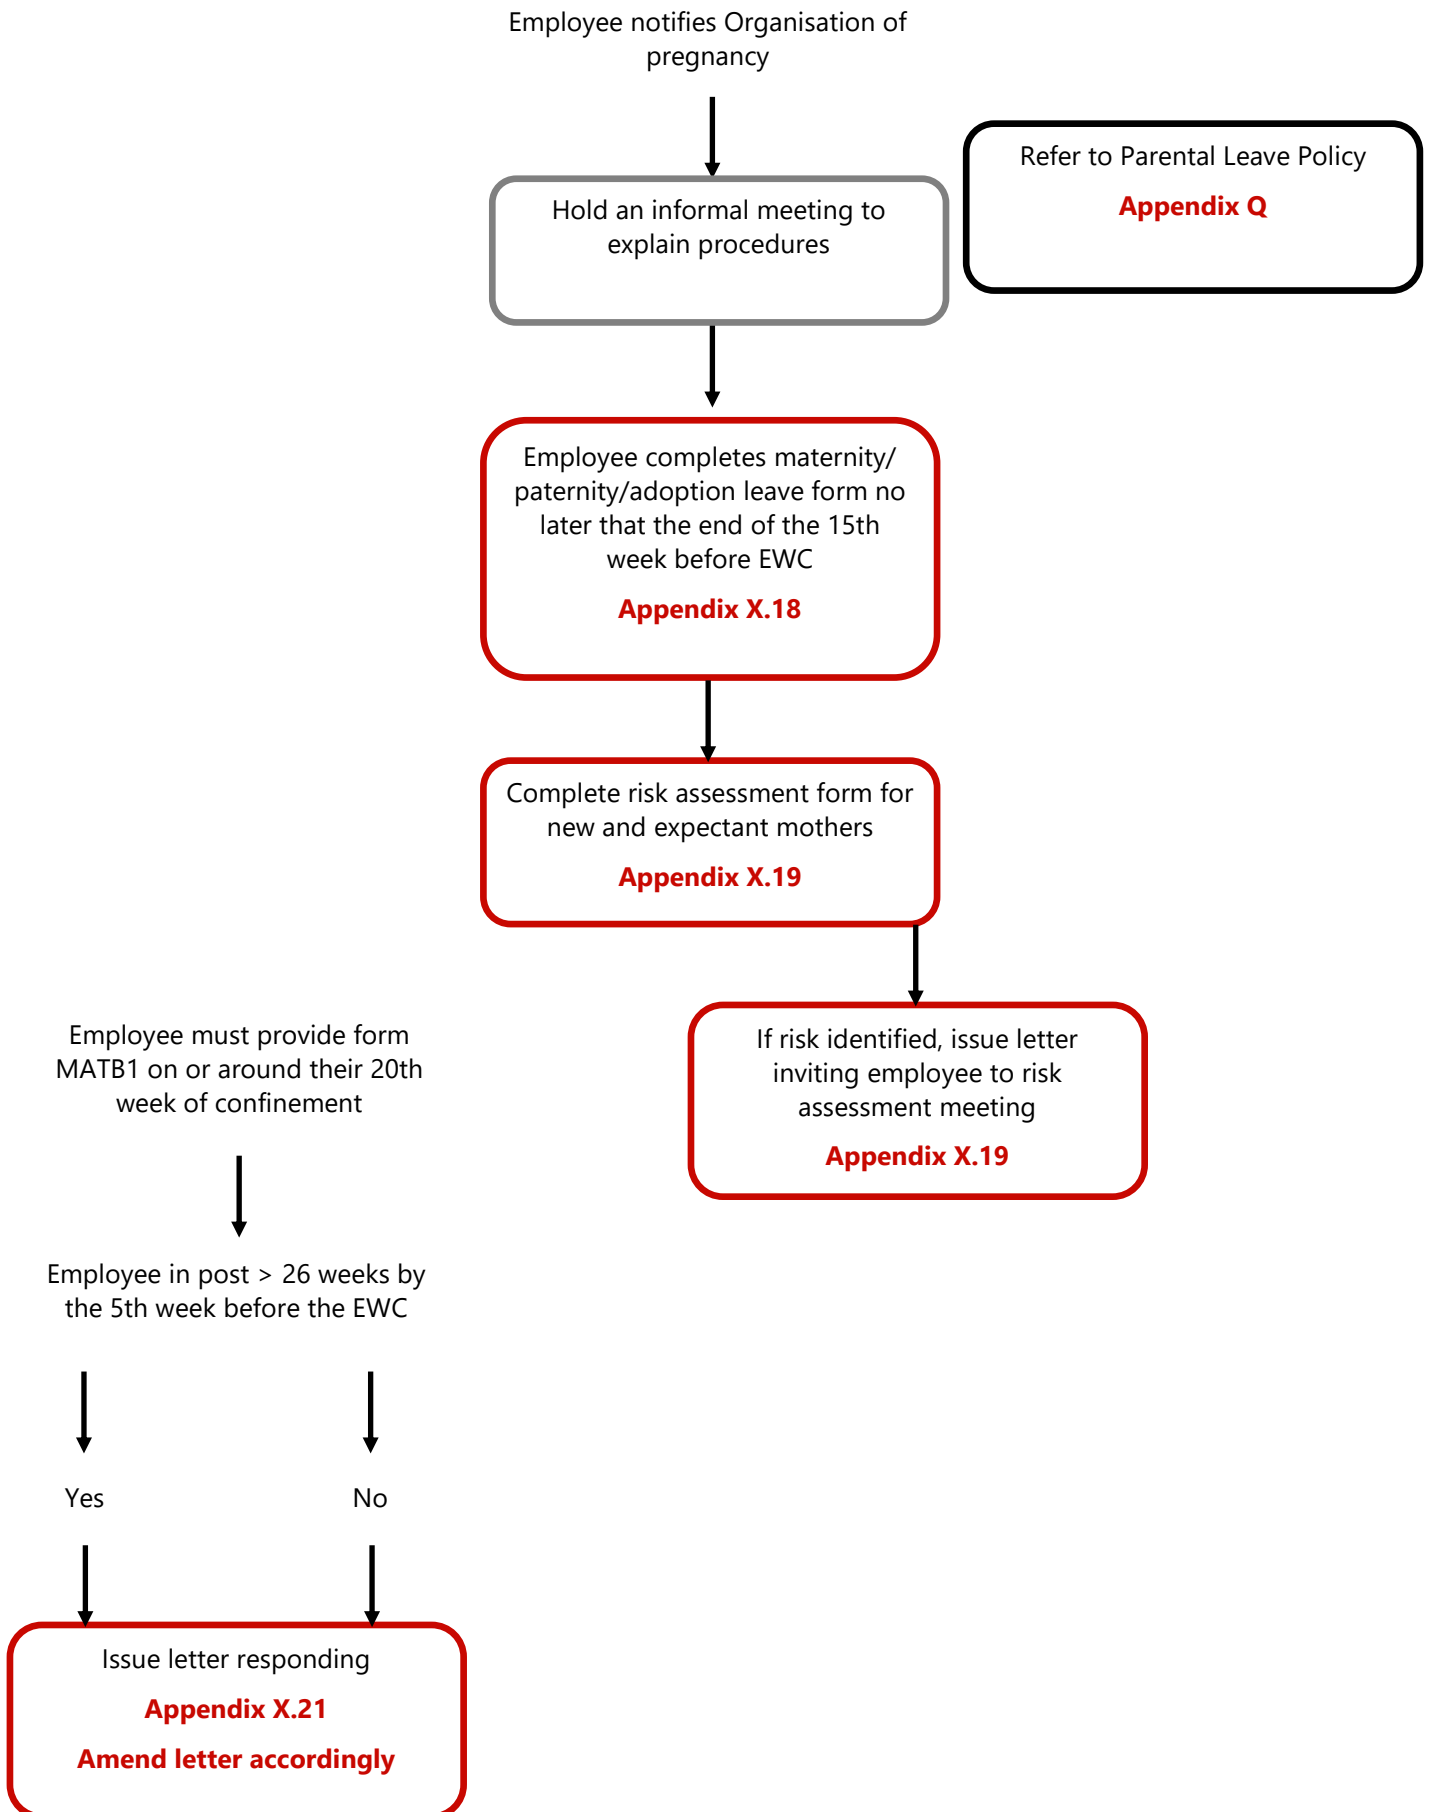 Employee notifies Organisation of
pregnancy
Hold an informal meeting to
explain procedures
Refer to Parental Leave Policy
Appendix Q
Employee completes maternity/
paternity/adoption leave form no
later that the end of the 15th
week before EWC
Appendix X.18
Complete risk assessment form for
new and expectant mothers
Appendix X.19
If risk identified, issue letter
inviting employee to risk
assessment meeting
Appendix X.19
Employee must provide form
MATB1 on or around their 20th
week of confinement
Employee in post > 26 weeks by
the 5th week before the EWC
Yes
No
Issue letter responding
Appendix X.21
Amend letter accordingly